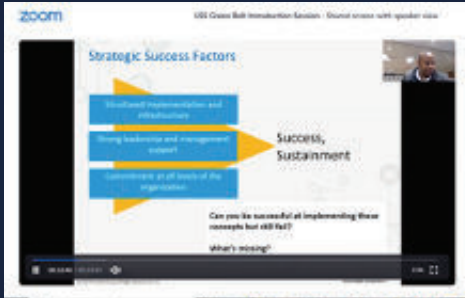 zoom
LSS Green Belt Introduction Session - Shared screen with speaker view
Strategic Success Factors
Structured implementation and
infrastructure
Strong leadership and management
support
Commitment at all levels of the
organization
Success,
Sustainment
Can you be successful at implementing these
concepts but still fail?
What's missing?